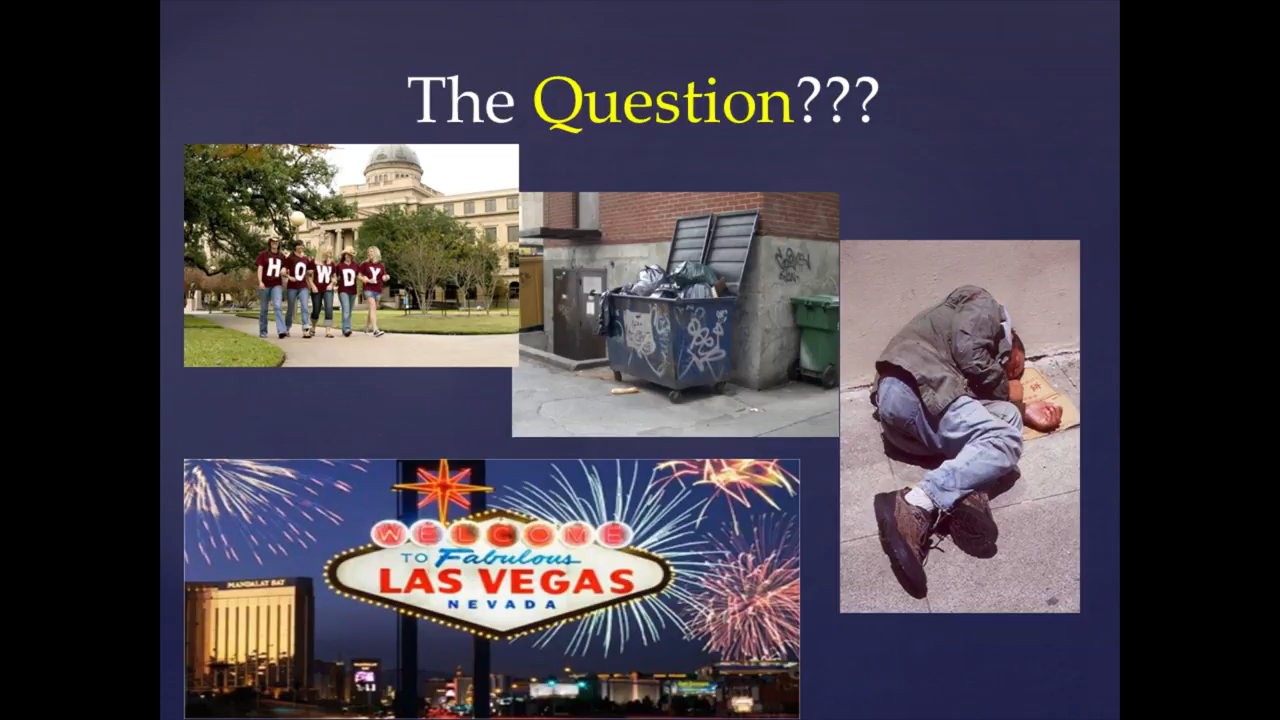 The Question???
HOWDY
WELCOME
TO Fabulous
LAS VEGAS
NEVADA
MANDALAY BAY